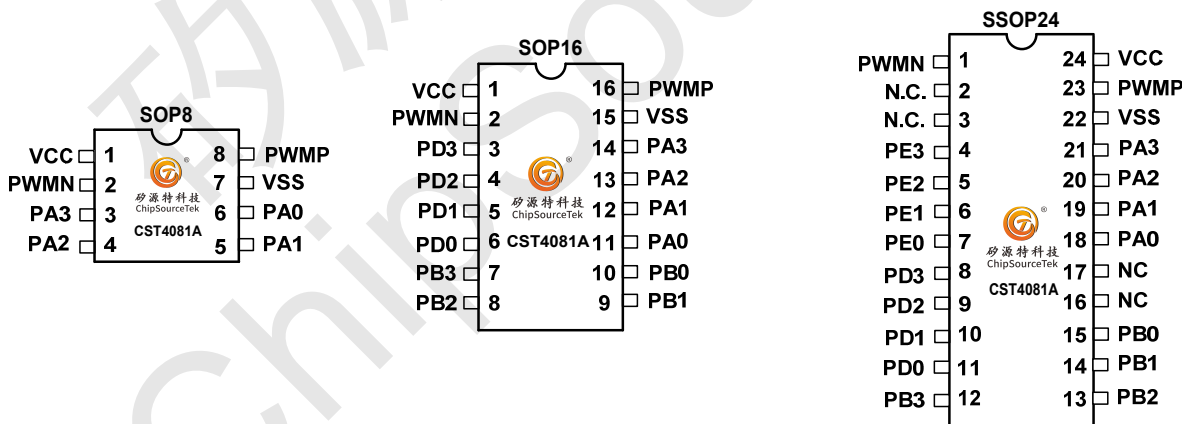 SOP8
VCC 1 8 PWMP
PWMN 2 7 VSS
PA3 3 6 PA0
PA2 4 5 PA1
®
矽源特科技
ChipSourceTek
CST4081A
SOP16
VCC 1 16 PWMP
PWMN 2 15 VSS
PD3 3 14 PA3
PD2 4 13 PA2
PD1 5 12 PA1
PD0 6 11 PA0
PB3 7 10 PB0
PB2 8 9 PB1
®
矽源特科技
ChipSourceTek
CST4081A
SSOP24
PWMN 1 24 VCC
N.C. 2 23 PWMP
N.C. 3 22 VSS
PE3 4 21 PA3
PE2 5 20 PA2
PE1 6 19 PA1
PE0 7 18 PA0
PD3 8 17 NC
PD2 9 16 NC
PD1 10 15 PB0
PD0 11 14 PB1
PB3 12 13 PB2
®
矽源特科技
ChipSourceTek
CST4081A